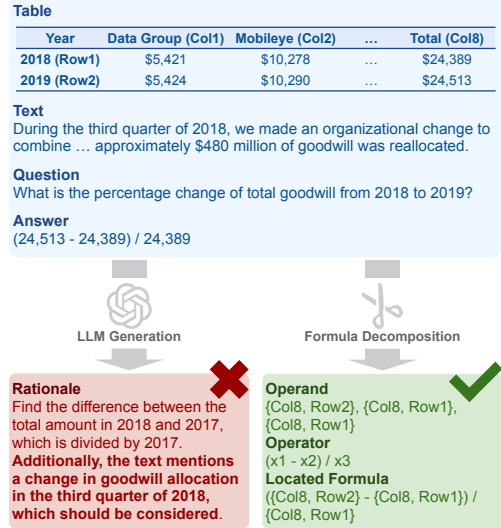 Table
Year Data Group (Col1) Mobileye (Col2) ... Total (Col8)
2018 (Row1) $5,421 $10,278 ... $24,389
2019 (Row2) $5,424 $10,290 ... $24,513
Text
During the third quarter of 2018, we made an organizational change to
combine ... approximately $480 million of goodwill was reallocated.
Question
What is the percentage change of total goodwill from 2018 to 2019?
Answer
(24,513 - 24,389) / 24,389
LLM Generation
Formula Decomposition
Rationale
Find the difference between the
total amount in 2018 and 2017,
which is divided by 2017.
Additionally, the text mentions
a change in goodwill allocation
in the third quarter of 2018,
which should be considered.
Operand
{Col8, Row2}, {Col8, Row1},
{Col8, Row1}
Operator
(x1 - x2) / x3
Located Formula
({Col8, Row2} - {Col8, Row1}) /
{Col8, Row1}